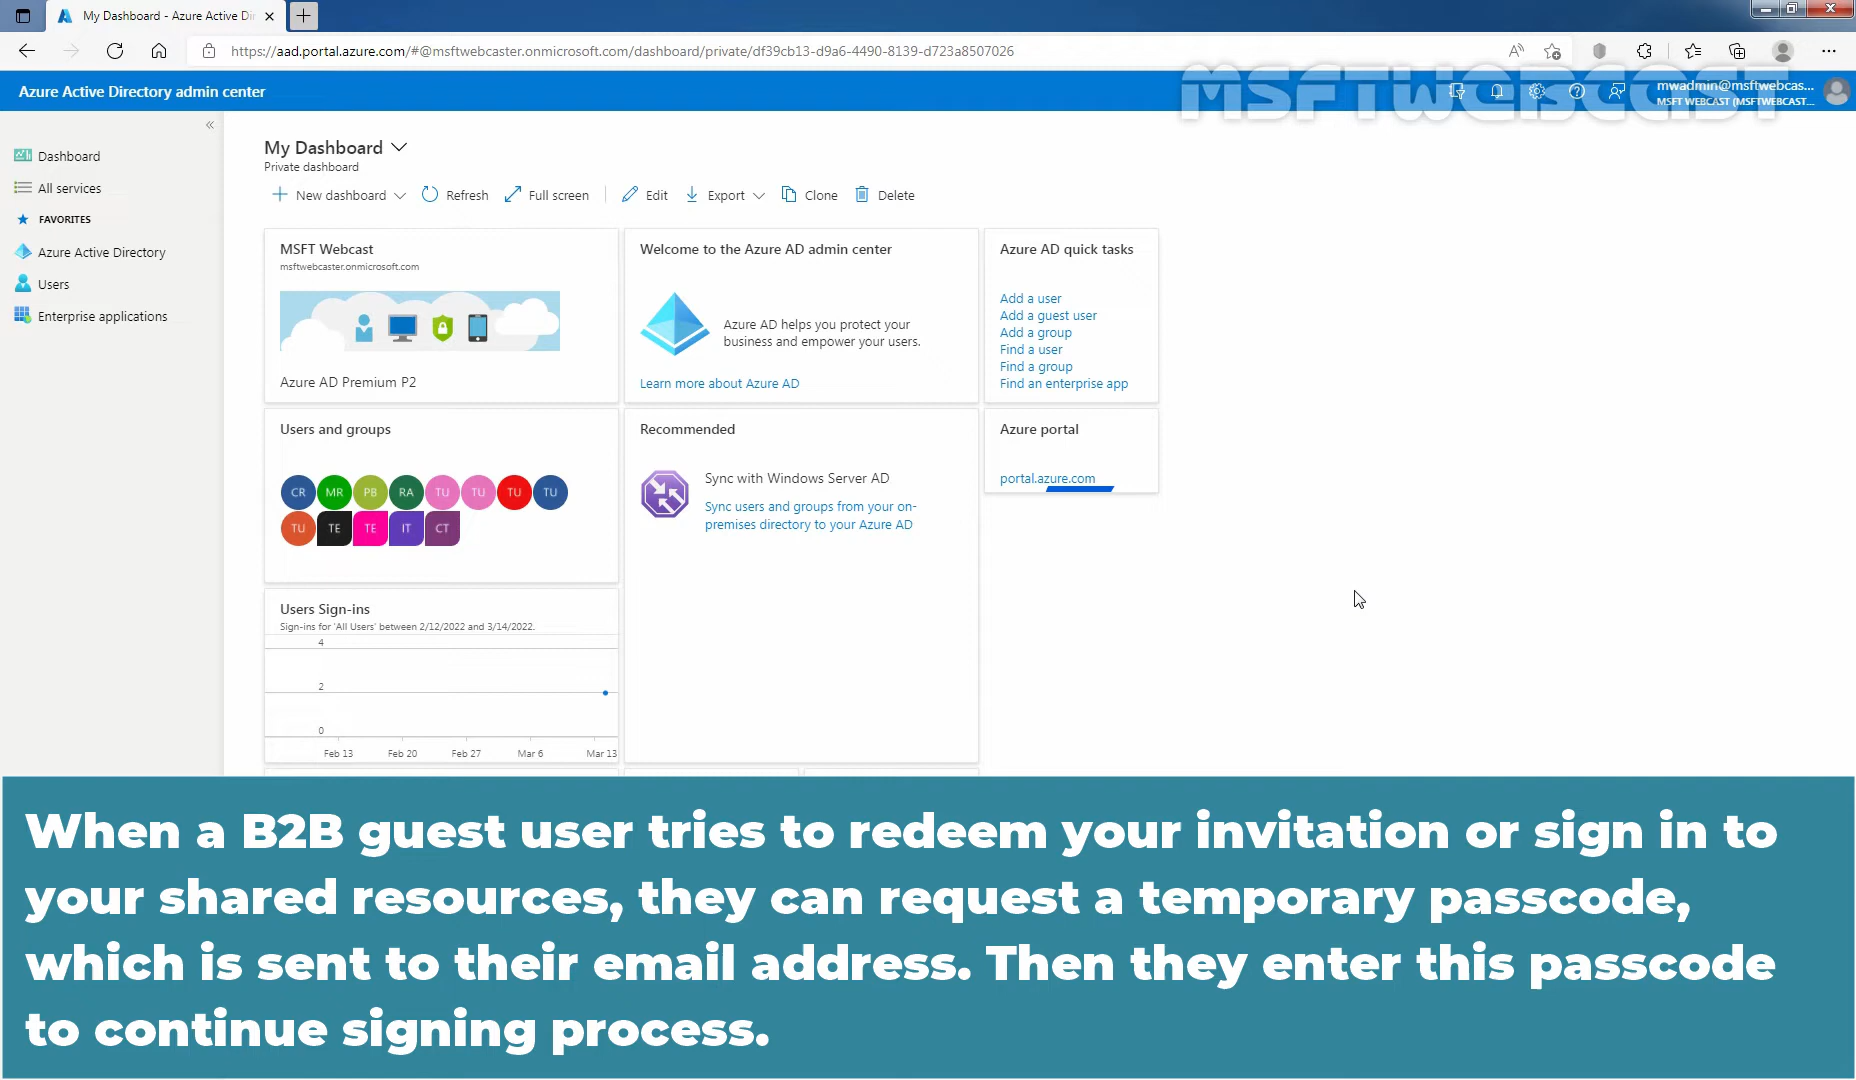 My Dashboard - Azure Active Di
https://aad.portal.azure.com/#@msftwebcaster.onmicrosoft.com/dashboard/private/df39cb13-d9a6-4490-8139-d723a8507026
MSFTWEBCAST
Azure Active Directory admin center
mwadmin@msftwebcas...
MSFT WEBCAST (MSFTWEBCAST...
Dashboard
All services
FAVORITES
Azure Active Directory
Users
Enterprise applications
My Dashboard
Private dashboard
New dashboard
Refresh
Full screen
Edit
Export
Clone
Delete
MSFT Webcast
msftwebcaster.onmicrosoft.com
Azure AD Premium P2
Welcome to the Azure AD admin center
Azure AD helps you protect your
business and empower your users.
Learn more about Azure AD
Azure AD quick tasks
Add a user
Add a guest user
Add a group
Find a user
Find a group
Find an enterprise app
Users and groups
CR MR PB RA TU TU TU TU
TU TE TE IT CT
Recommended
Sync with Windows Server AD
Sync users and groups from your on-
premises directory to your Azure AD
Azure portal
portal.azure.com
Users Sign-ins
Sign-ins for 'All Users' between 2/12/2022 and 3/14/2022.
4
2
0
Feb 13 Feb 20 Feb 27 Mar 6 Mar 13
When a B2B guest user tries to redeem your invitation or sign in to
your shared resources, they can request a temporary passcode,
which is sent to their email address. Then they enter this passcode
to continue signing process.